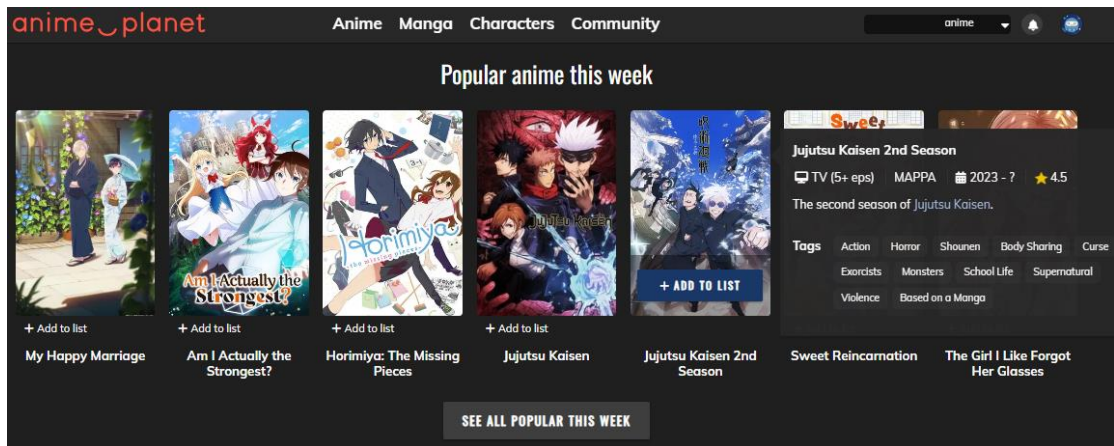 anime planet
Anime Manga Characters Community
anime
Popular anime this week
Am I Actually the
Strongest?
Horimiya
the missing pieces
Jujutsu Kaisen
呪術廻戦
+ ADD TO LIST
Sweet
Jujutsu Kaisen 2nd Season
TV (5+ eps) MAPPA 2023 - ? 4.5
The second season of Jujutsu Kaisen.
Tags Action Horror Shounen Body Sharing Curse
Exorcists Monsters School Life Supernatural
Violence Based on a Manga
+ Add to list
+ Add to list
+ Add to list
+ Add to list
My Happy Marriage
Am I Actually the
Strongest?
Horimiya: The Missing
Pieces
Jujutsu Kaisen
Jujutsu Kaisen 2nd
Season
Sweet Reincarnation
The Girl I Like Forgot
Her Glasses
SEE ALL POPULAR THIS WEEK